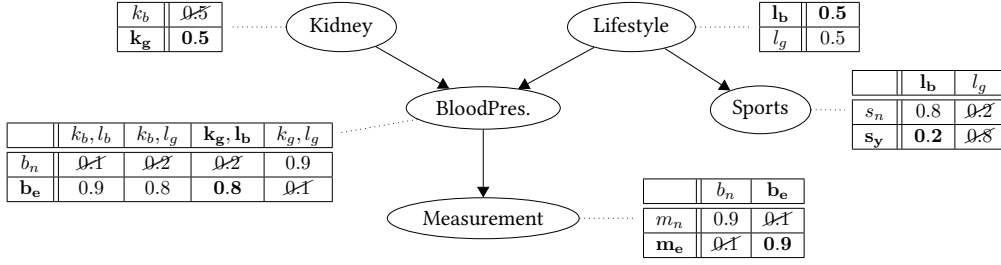 k_b 0.5
k_g 0.5
Kidney
Lifestyle
l_b 0.5
l_g 0.5
BloodPres.
Sports
l_b l_g
s_n 0.8 0.2
s_y 0.2 0.8
k_b, l_b k_b, l_g k_g, l_b k_g, l_g
b_n 0.1 0.2 0.2 0.9
b_e 0.9 0.8 0.8 0.1
Measurement
b_n b_e
m_n 0.9 0.1
m_e 0.1 0.9